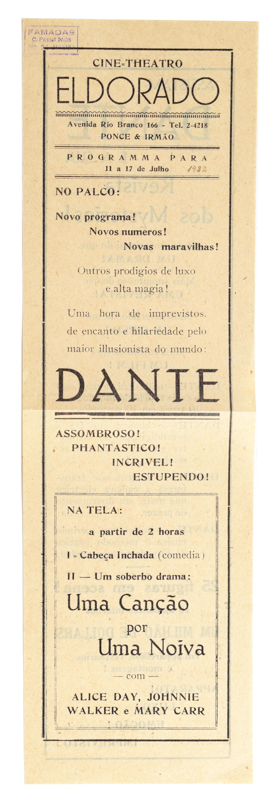 FAMADAS
CINE-THEATRO
ELDORADO
Avenida Rio Branco 166 - Tel. 2-4218
PONCE & IRMÃO
PROGRAMMA PARA
11 a 17 de Julho 1932
NO PALCO:
Novo programa!
Novos numeros!
Novas maravilhas!
Outros prodigios de luxo
e alta magia!
Uma hora de imprevistos,
de encanto e hilariedade pelo
maior illusionista do mundo:
DANTE
ASSOMBROSO!
PHANTASTICO!
INCRIVEL!
ESTUPENDO!
NA TELA:
a partir de 2 horas
I - Cabeça Inchada (comedia)
II — Um soberbo drama:
Uma Canção
por
Uma Noiva
— com —
ALICE DAY, JOHNNIE
WALKER e MARY CARR